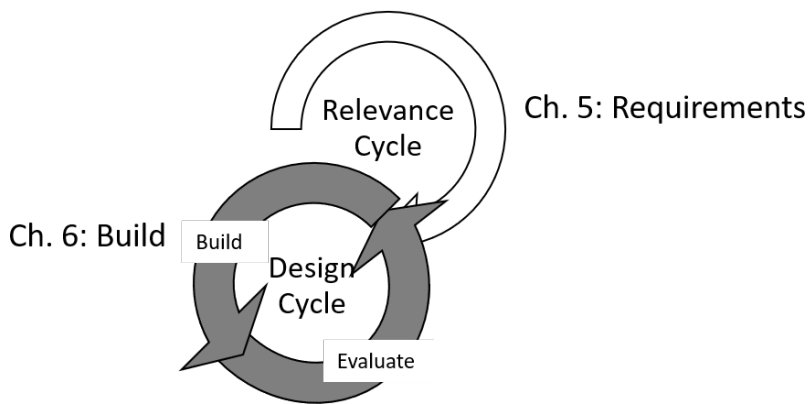 Relevance
Cycle
Ch. 5: Requirements
Ch. 6: Build
Build
Design
Cycle
Evaluate